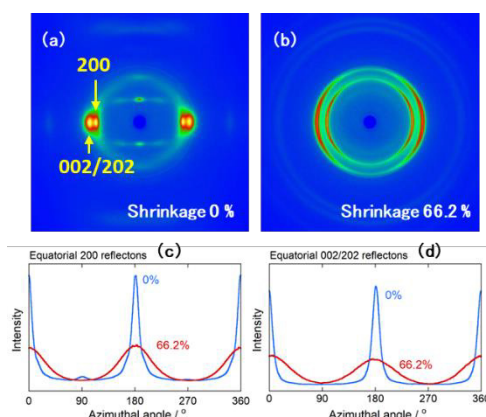 (a)
200
002/202
Shrinkage 0 %
(b)
Shrinkage 66.2 %
Equatorial 200 reflectons
(c)
0%
66.2%
Intensity
0
90
180
270
360
Azimuthal angle / °
Equatorial 002/202 reflectons
(d)
0%
66.2%
Intensity
0
90
180
270
360
Azimuthal angle / °